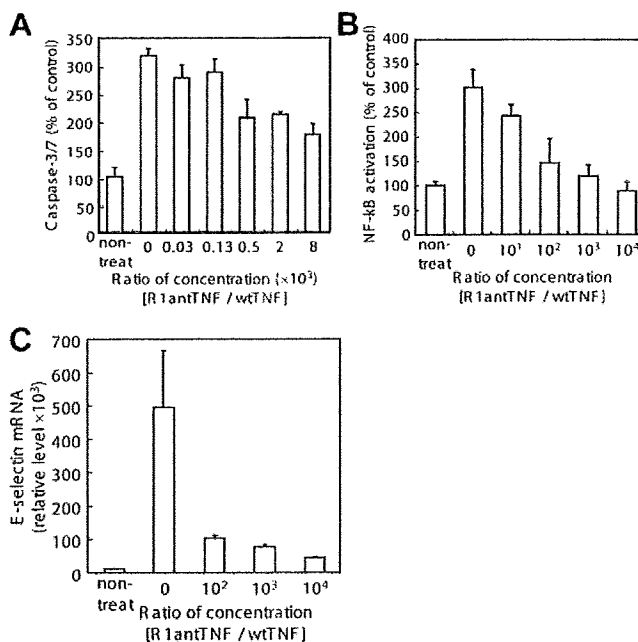 A
Caspase-3/7 (% of control)
350
300
250
200
150
100
50
0
non-treat 0 0.03 0.13 0.5 2 8
Ratio of concentration (×10³)
[R1antTNF / wtTNF]
B
NF-kB activation (% of control)
400
350
300
250
200
150
100
50
0
non-treat 0 10¹ 10² 10³ 10⁴
Ratio of concentration
[R1antTNF / wtTNF]
C
E-selectin mRNA
(relative level ×10³)
700
600
500
400
300
200
100
0
non-treat 0 10² 10³ 10⁴
Ratio of concentration
[R1antTNF / wtTNF]